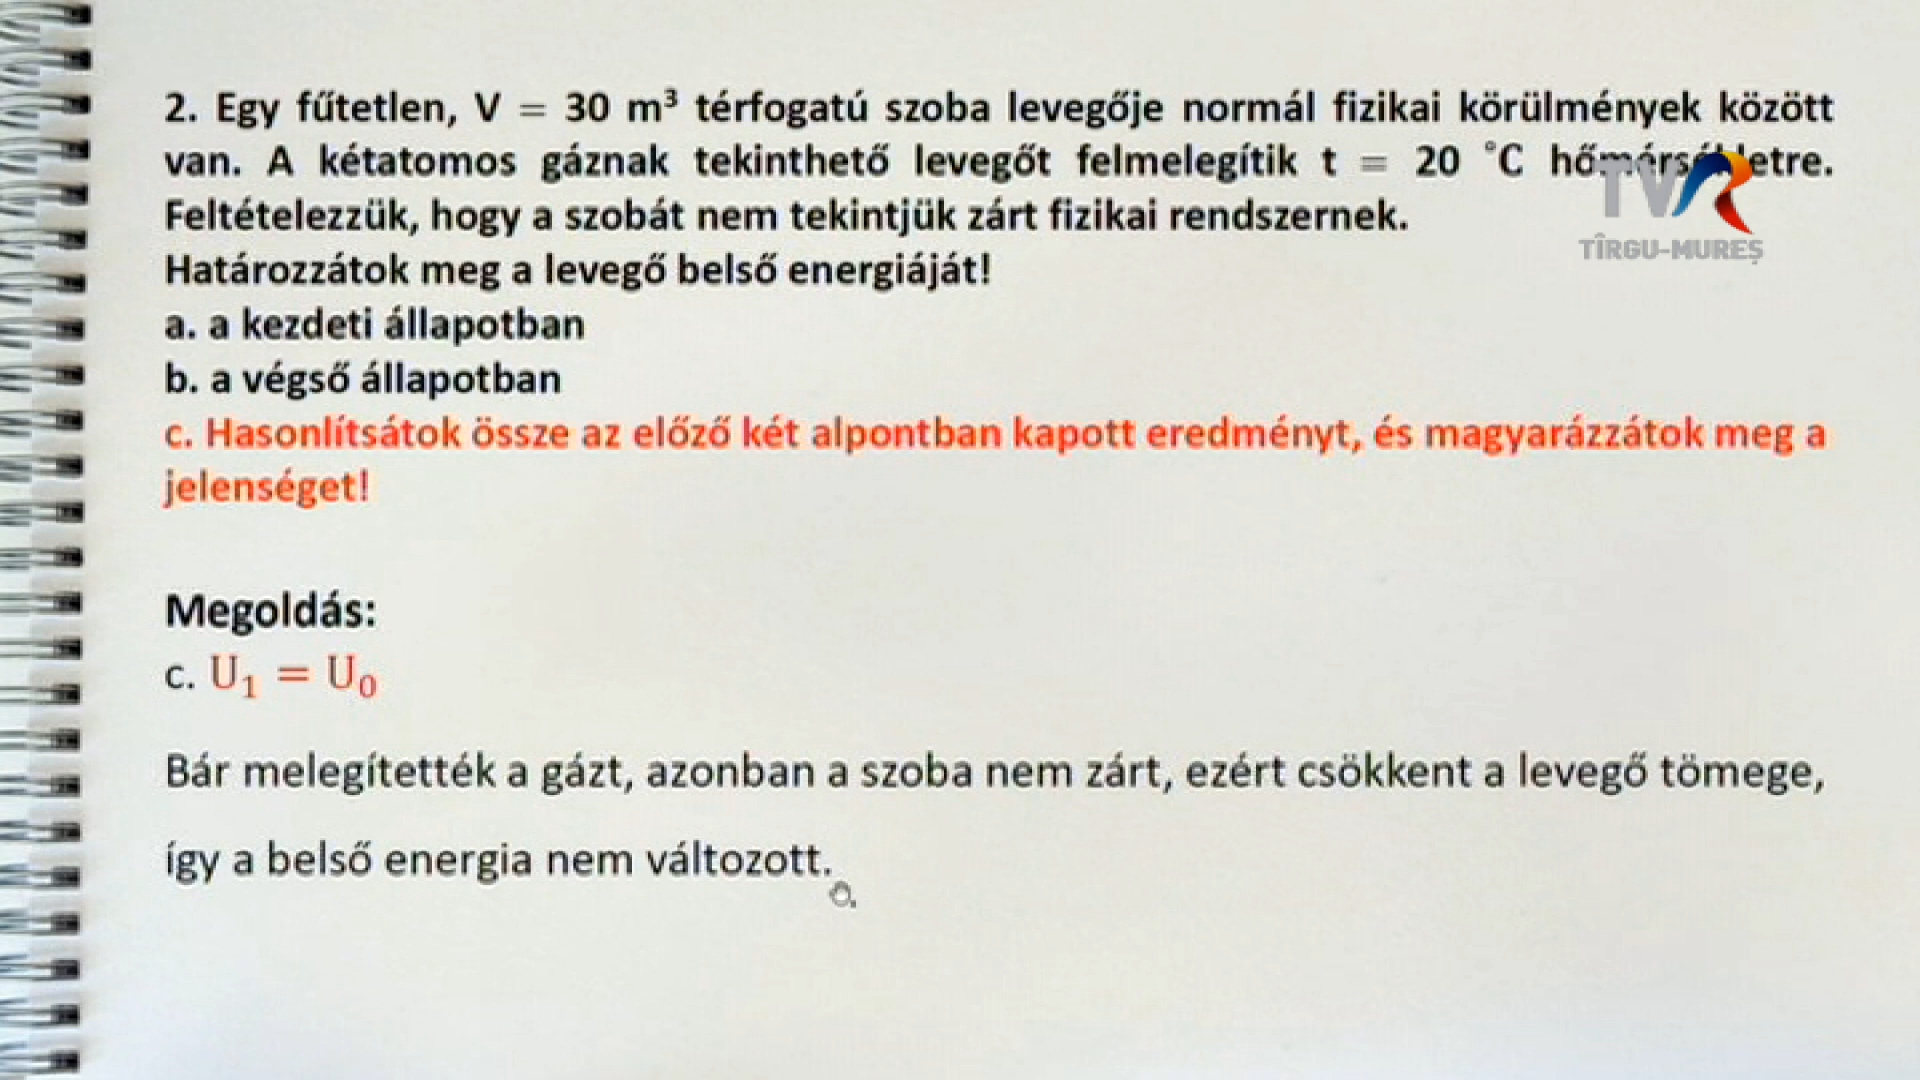 2. Egy fűtetlen, V = 30 m³ térfogatú szoba levegője normál fizikai körülmények között
van. A kétatomos gáznak tekinthető levegőt felmelegítik t = 20 °C hőmérsékletre.
Feltételezzük, hogy a szobát nem tekintjük zárt fizikai rendszernek.
Határozzátok meg a levegő belső energiáját!
a. a kezdeti állapotban
b. a végső állapotban
c. Hasonlítsátok össze az előző két alpontban kapott eredményt, és magyarázzátok meg a
jelenséget!
Megoldás:
c. U₁ = U₀
Bár melegítették a gázt, azonban a szoba nem zárt, ezért csökkent a levegő tömege,
így a belső energia nem változott.
TVR
TÎRGU-MUREȘ